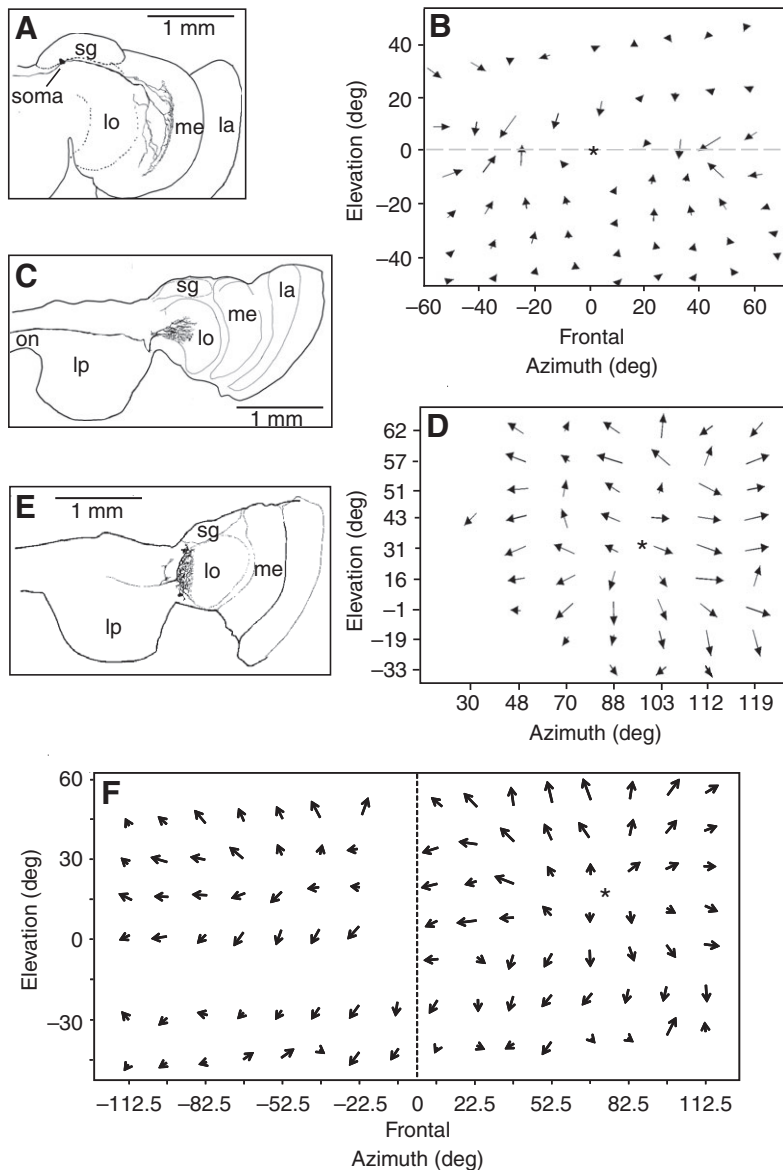 A
1 mm
sg
soma
lo
me
la
B
Elevation (deg)
40
20
0
−20
−40
*
−60 −40 −20 0 20 40 60
Frontal
Azimuth (deg)
C
sg
la
me
lo
on
lp
1 mm
D
Elevation (deg)
62
57
51
43
31
16
−1
−19
−33
*
30 48 70 88 103 112 119
Azimuth (deg)
E
1 mm
sg
lo
me
lp
F
Elevation (deg)
60
30
0
−30
*
−112.5 −82.5 −52.5 −22.5 0 22.5 52.5 82.5 112.5
Frontal
Azimuth (deg)